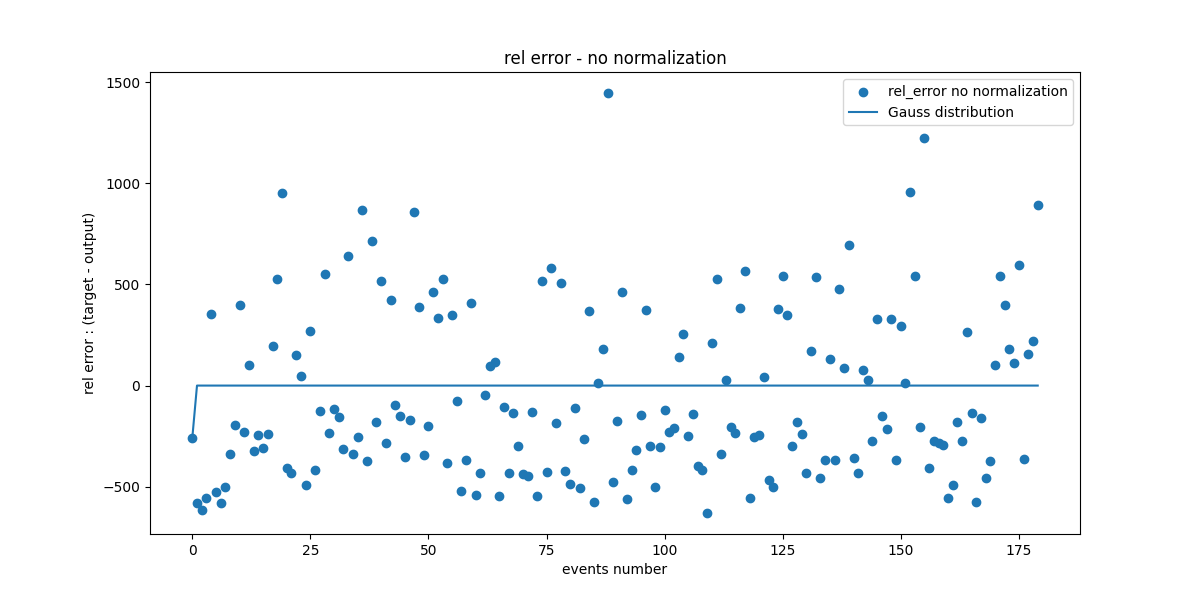 rel error - no normalization
rel_error no normalization
Gauss distribution
rel error : (target - output)
1500
1000
500
0
−500
0 25 50 75 100 125 150 175
events number